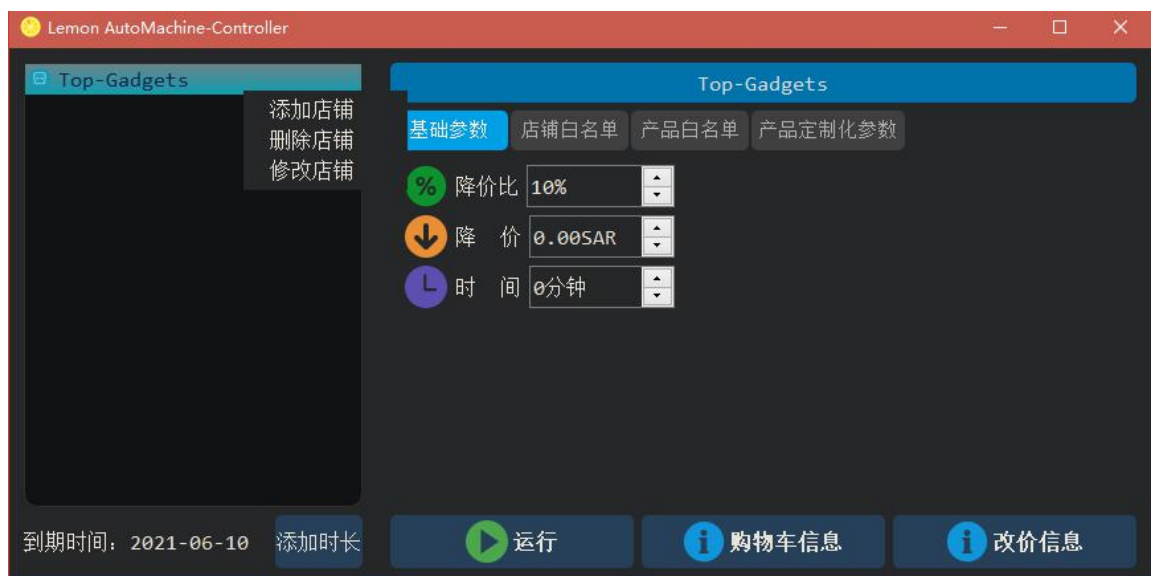 Lemon AutoMachine-Controller
Top-Gadgets
添加店铺
删除店铺
修改店铺
到期时间：2021-06-10 添加时长
Top-Gadgets
基础参数 店铺白名单 产品白名单 产品定制化参数
% 降价比 10%
降 价 0.00SAR
时 间 0分钟
运行 购物车信息 改价信息